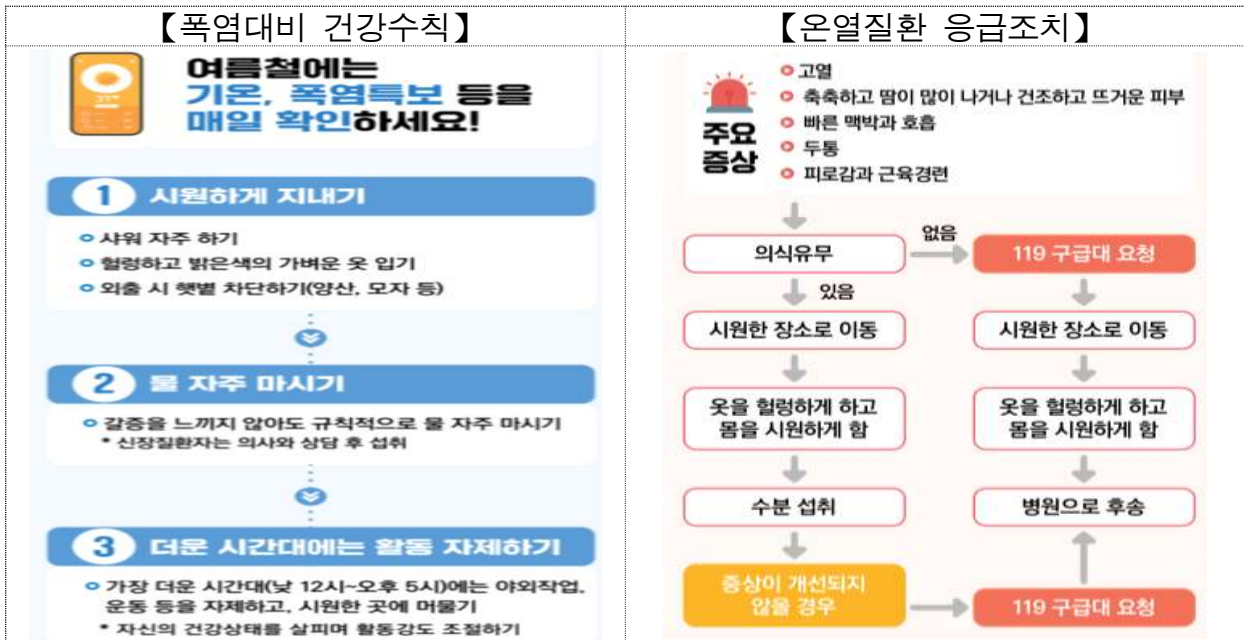 【폭염대비 건강수칙】
여름철에는
기온, 폭염특보 등을
매일 확인하세요!
1 시원하게 지내기
샤워 자주 하기
헐렁하고 밝은색의 가벼운 옷 입기
외출 시 햇볕 차단하기(양산, 모자 등)
2 물 자주 마시기
갈증을 느끼지 않아도 규칙적으로 물 자주 마시기
* 신장질환자는 의사와 상담 후 섭취
3 더운 시간대에는 활동 자제하기
가장 더운 시간대(낮 12시~오후 5시)에는 야외작업,
운동 등을 자제하고, 시원한 곳에 머물기
* 자신의 건강상태를 살피며 활동강도 조절하기
【온열질환 응급조치】
주요
증상
고열
축축하고 땀이 많이 나거나 건조하고 뜨거운 피부
빠른 맥박과 호흡
두통
피로감과 근육경련
의식유무
없음
119 구급대 요청
있음
시원한 장소로 이동
시원한 장소로 이동
옷을 헐렁하게 하고
몸을 시원하게 함
옷을 헐렁하게 하고
몸을 시원하게 함
수분 섭취
병원으로 후송
증상이 개선되지
않을 경우
119 구급대 요청